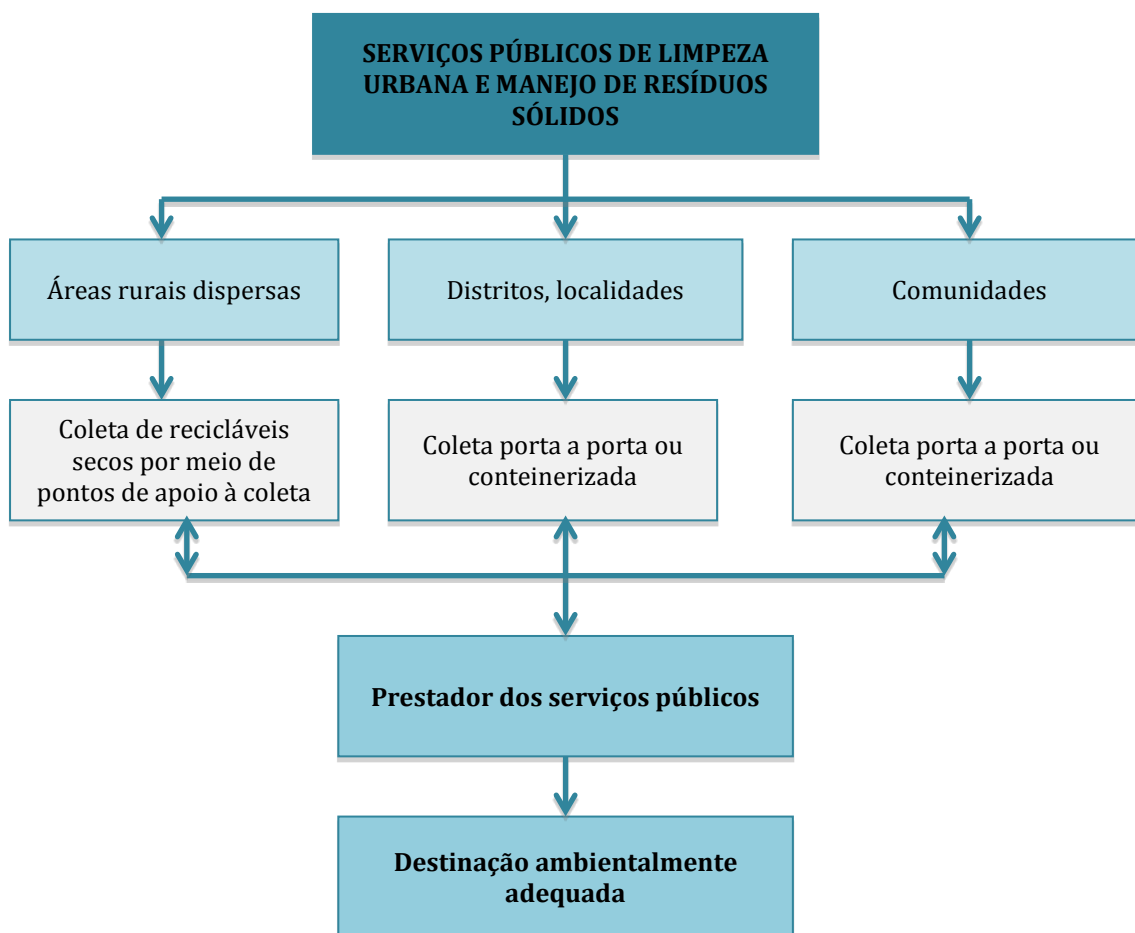 SERVIÇOS PÚBLICOS DE LIMPEZA
URBANA E MANEJO DE RESÍDUOS
SÓLIDOS
Áreas rurais dispersas
Distritos, localidades
Comunidades
Coleta de recicláveis
secos por meio de
pontos de apoio à coleta
Coleta porta a porta ou
conteinerizada
Coleta porta a porta ou
conteinerizada
Prestador dos serviços públicos
Destinação ambientalmente
adequada